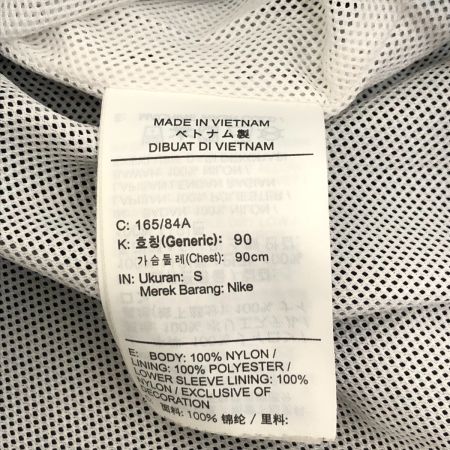 MADE IN VIETNAM
ベトナム製
DIBUAT DI VIETNAM
C: 165/84A
K: 호칭(Generic): 90
가슴둘레(Chest): 90cm
IN: Ukuran: S
Merek Barang: Nike
E: BODY: 100% NYLON /
LINING: 100% POLYESTER /
LOWER SLEEVE LINING: 100%
NYLON / EXCLUSIVE OF
DECORATION
面料: 100% 锦纶 / 里料: